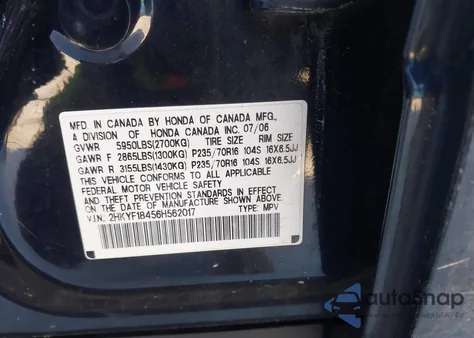 MFD. IN CANADA BY HONDA OF CANADA MFG.,
A DIVISION OF HONDA CANADA INC. 07/06
GVWR 5950LBS(2700KG) TIRE SIZE RIM SIZE
GAWR F 2865LBS(1300KG) P235/70R16 104S 16X6.5JJ
GAWR R 3155LBS(1430KG) P235/70R16 104S 16X6.5JJ
THIS VEHICLE CONFORMS TO ALL APPLICABLE
FEDERAL MOTOR VEHICLE SAFETY
STANDARDS IN EFFECT ON THE DATE
OF MANUFACTURE SHOWN ABOVE.
V.I.N: 2HKYF18456H562017 TYPE: MPV
autosnap